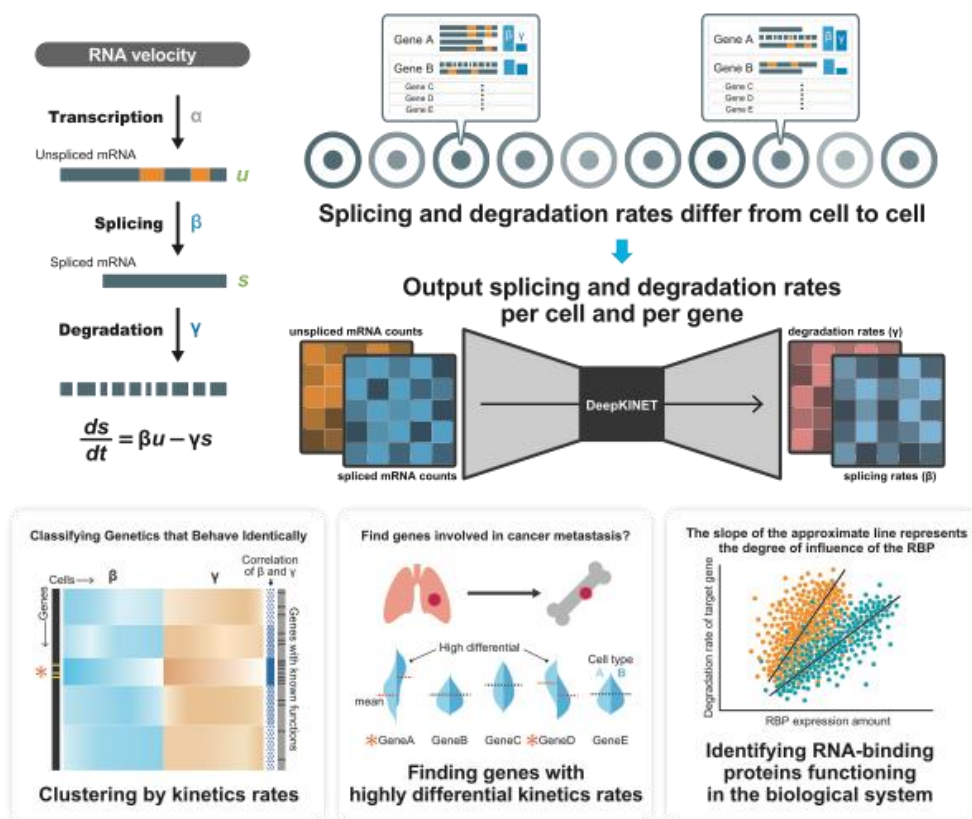 RNA velocity
Transcription α
Unspliced mRNA
u
Splicing β
Spliced mRNA
s
Degradation γ
ds/dt = βu − γs
Gene A
β γ
Gene B
Gene C
Gene D
Gene E
Gene A
β γ
Gene B
Gene C
Gene D
Gene E
Splicing and degradation rates differ from cell to cell
Output splicing and degradation rates
per cell and per gene
unspliced mRNA counts
degradation rates (γ)
DeepKINET
spliced mRNA counts
splicing rates (β)
Classifying Genetics that Behave Identically
Cells
β
γ
Correlation
of β and γ
Genes
*
Genes with known functions
Clustering by kinetics rates
Find genes involved in cancer metastasis?
High differential
Cell type
A B
mean
*GeneA GeneB GeneC *GeneD GeneE
Finding genes with
highly differential kinetics rates
The slope of the approximate line represents
the degree of influence of the RBP
Degradation rate of target gene
RBP expression amount
Identifying RNA-binding
proteins functioning
in the biological system